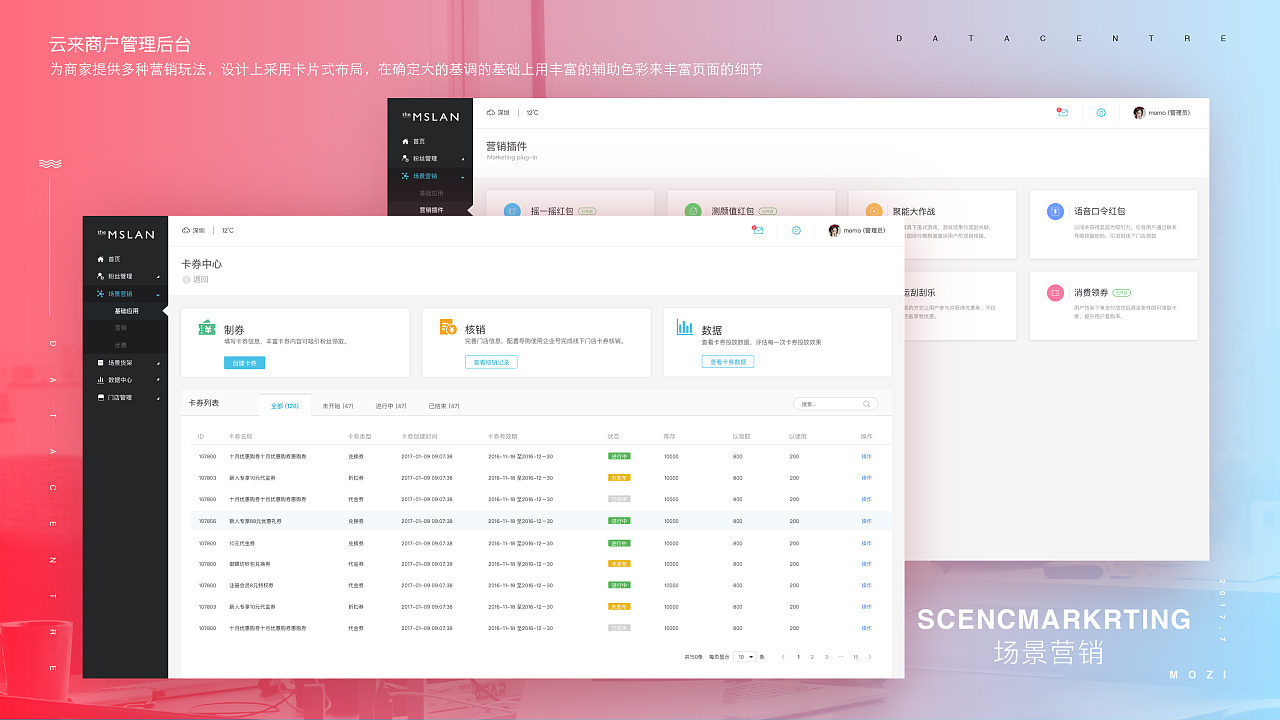 云来商户管理后台
为商家提供多种营销玩法，设计上采用卡片式布局，在确定大的基调的基础上用丰富的辅助色彩来丰富页面的细节
DATACENTRE
the MSLAN
深圳 | 12℃
momo (管理员)
首页
粉丝管理
场景营销
基础应用
营销插件
营销插件
Marketing plug-in
摇一摇红包
测颜值红包
聚能大作战
语音口令红包
运刮刮乐
消费领券
the MSLAN
深圳 | 12℃
momo (管理员)
首页
粉丝管理
场景营销
基础应用
营销
优惠
场景货架
数据中心
门店管理
卡券中心
返回
制券
填写卡券信息，丰富卡券内容可吸引粉丝领取。
创建卡券
核销
完善门店信息，配置导购使用企业号完成线下门店卡券核销。
查看核销记录
数据
查看卡券投放数据，评估每一次卡券投放效果
查看卡券数据
卡券列表 全部 (128) 未开始 (47) 进行中 (47) 已结束 (47) 搜索...
ID 卡券名称 卡券类型 卡券创建时间 卡券有效期 状态 库存 以领取 以使用 操作
107800 十月优惠购券十月优惠购券惠购券 兑换券 2017-01-09 09:07:38 2016-11-18 至2016-12-30 进行中 10000 800 200 操作
107803 新人专享10元代金券 折扣券 2017-01-09 09:07:38 2016-11-18 至2016-12-30 未发布 10000 800 200 操作
107800 十月优惠购券十月优惠购券惠购券 代金券 2017-01-09 09:07:38 2016-11-18 至2016-12-30 已结束 10000 800 200 操作
107856 新人专享88元优惠礼券 兑换券 2017-01-09 09:07:38 2016-11-18 至2016-12-30 进行中 10000 800 200 操作
107800 10元代金券 兑换券 2017-01-09 09:07:38 2016-11-18 至2016-12-30 进行中 10000 800 200 操作
107800 兑换券 代金券 2017-01-09 09:07:38 2016-11-18 至2016-12-30 未发布 10000 800 200 操作
107800 注册会员9元特权券 代金券 2017-01-09 09:07:38 2016-11-18 至2016-12-30 进行中 10000 800 200 操作
107803 新人专享10元代金券 折扣券 2017-01-09 09:07:38 2016-11-18 至2016-12-30 未发布 10000 800 200 操作
107800 十月优惠购券十月优惠购券惠购券 代金券 2017-01-09 09:07:38 2016-11-18 至2016-12-30 已结束 10000 800 200 操作
共150条 每页显示 10 条 < 1 2 3 ··· 15 >
DATACENTRE
2017.7
SCENCMARKRTING
场景营销
MOZI